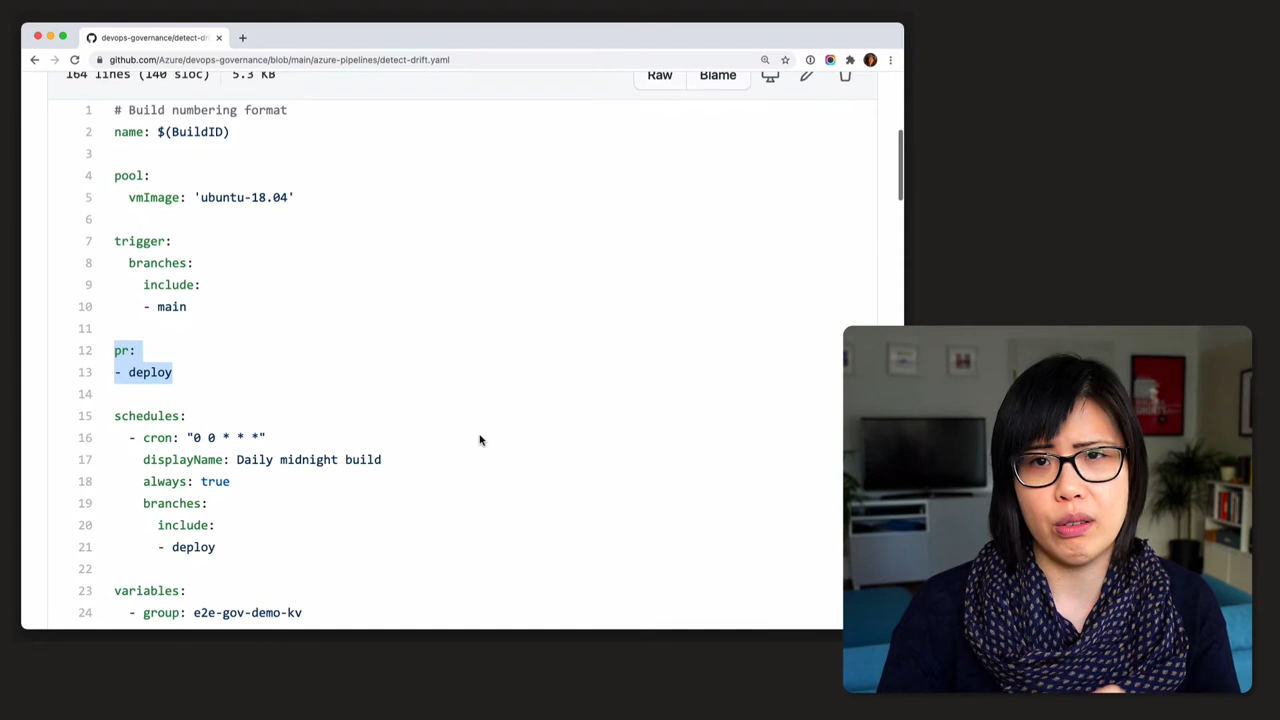 devops-governance/detect-dri
github.com/Azure/devops-governance/blob/main/azure-pipelines/detect-drift.yaml
164 lines (140 sloc) 5.3 KB
Raw Blame
1 # Build numbering format
2 name: $(BuildID)
3
4 pool:
5 vmImage: 'ubuntu-18.04'
6
7 trigger:
8 branches:
9 include:
10 - main
11
12 pr:
13 - deploy
14
15 schedules:
16 - cron: "0 0 * * *"
17 displayName: Daily midnight build
18 always: true
19 branches:
20 include:
21 - deploy
22
23 variables:
24 - group: e2e-gov-demo-kv